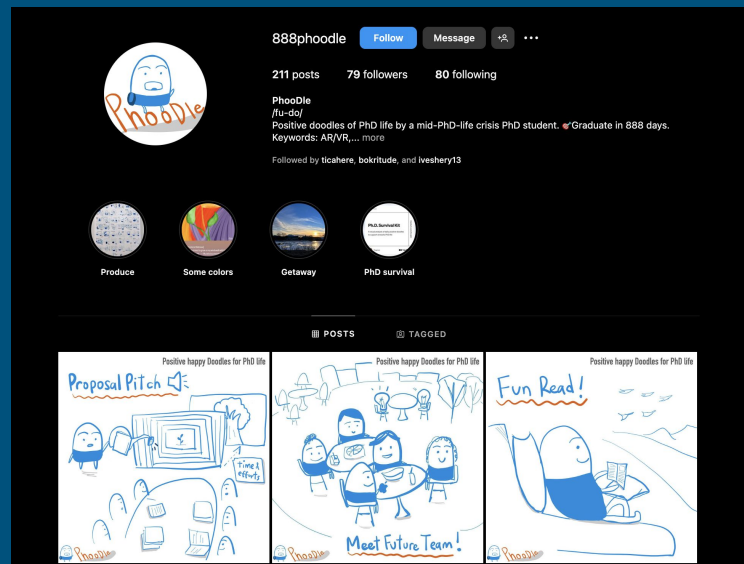 888phoodle Follow Message
211 posts 79 followers 80 following
PhooDle
/fu-do/
Positive doodles of PhD life by a mid-PhD-life crisis PhD student. 🎯Graduate in 888 days.
Keywords: AR/VR,... more
Followed by ticahere, bokritude, and iveshery13
PhooDle
Ph.D. Survival Kit
Produce Some colors Getaway PhD survival
POSTS TAGGED
Positive happy Doodles for PhD life
Proposal Pitch
time &
efforts
PhooDle
Positive happy Doodles for PhD life
Meet Future Team!
PhooDle
Positive happy Doodles for PhD life
Fun Read!
PhooDle